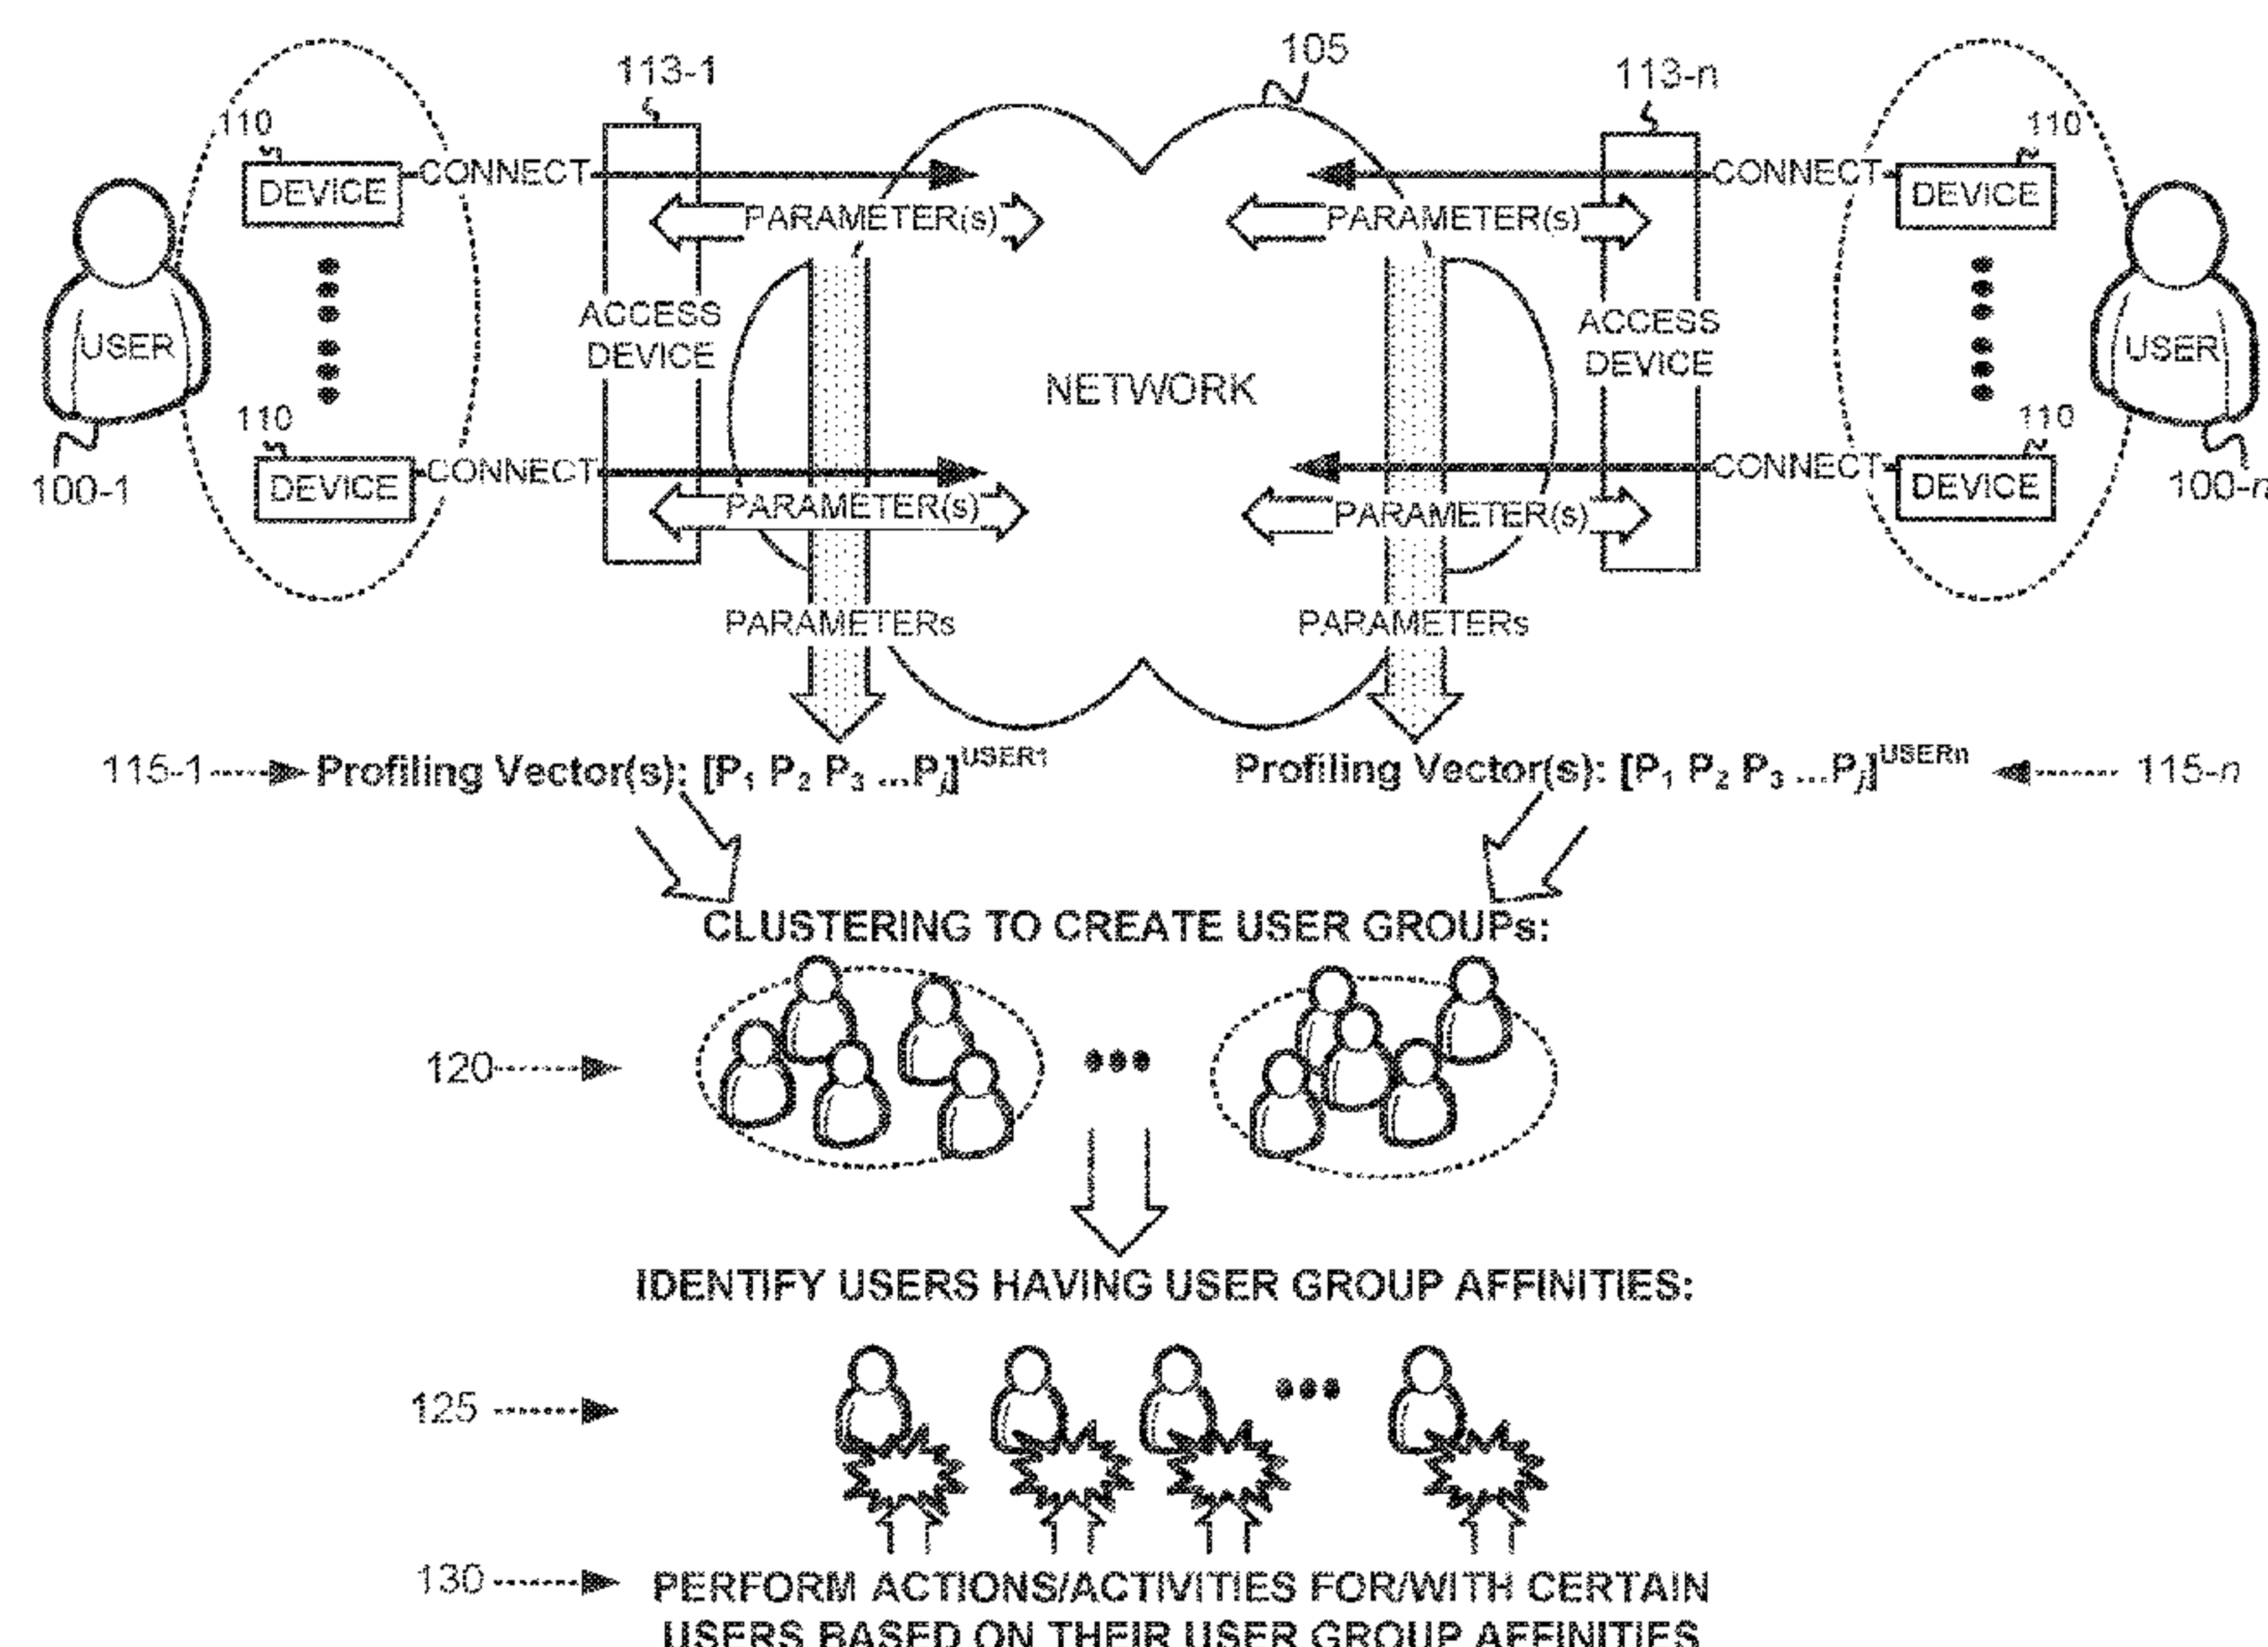 105
113-1
113-n
110
110
CONNECT
CONNECT
DEVICE
DEVICE
PARAMETER(s)
PARAMETER(s)
ACCESS
DEVICE
ACCESS
DEVICE
USER
USER
NETWORK
110
110
CONNECT
CONNECT
DEVICE
DEVICE
100-1
100-n
PARAMETER(s)
PARAMETER(s)
PARAMETERs
PARAMETERs
115-1 Profiling Vector(s): [P1 P2 P3 ...Pj]USER1
Profiling Vector(s): [P1 P2 P3 ...Pj]USERn 115-n
CLUSTERING TO CREATE USER GROUPs:
120
IDENTIFY USERS HAVING USER GROUP AFFINITIES:
125
130 PERFORM ACTIONS/ACTIVITIES FOR/WITH CERTAIN
USERS BASED ON THEIR USER GROUP AFFINITIES